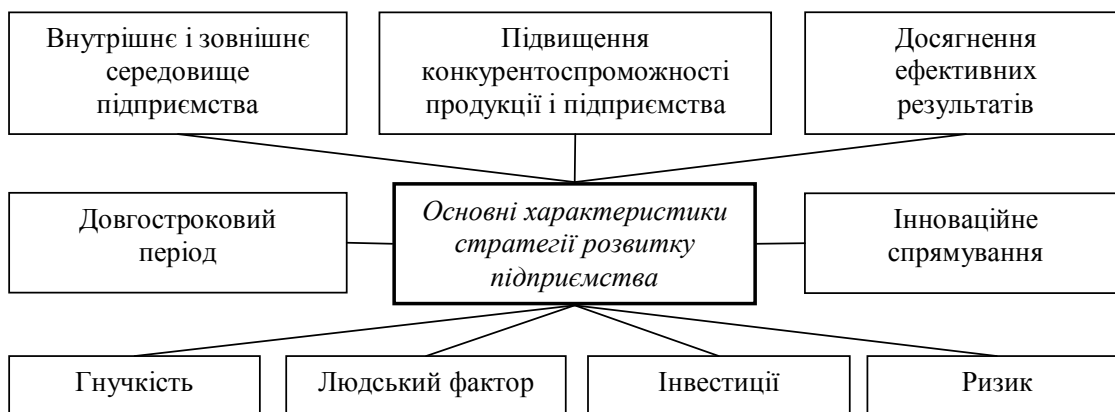 Внутрішнє і зовнішнє
середовище
підприємства
Підвищення
конкурентоспроможності
продукції і підприємства
Досягнення
ефективних
результатів
Довгостроковий
період
Основні характеристики
стратегії розвитку
підприємства
Інноваційне
спрямування
Гнучкість
Людський фактор
Інвестиції
Ризик